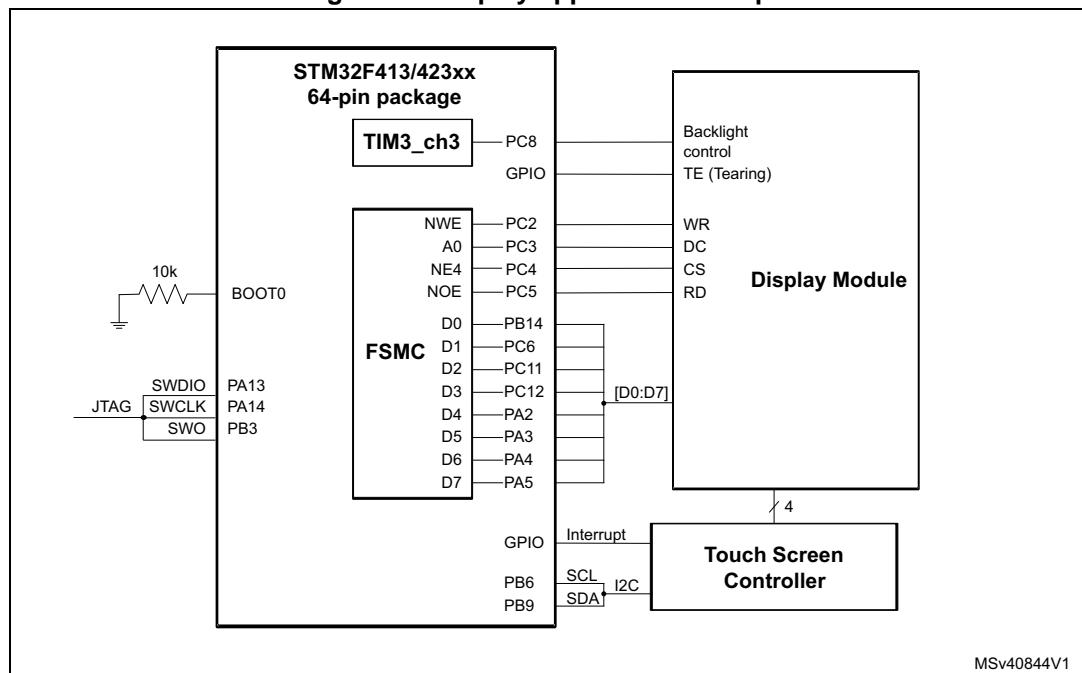 STM32F413/423xx
64-pin package
TIM3_ch3
PC8
Backlight
control
GPIO
TE (Tearing)
NWE
PC2
WR
A0
PC3
DC
NE4
PC4
CS
NOE
PC5
RD
Display Module
10k
BOOT0
FSMC
D0
PB14
D1
PC6
D2
PC11
D3
PC12
D4
PA2
D5
PA3
D6
PA4
D7
PA5
[D0:D7]
JTAG
SWDIO
PA13
SWCLK
PA14
SWO
PB3
4
GPIO
Interrupt
Touch Screen
Controller
PB6
SCL
PB9
SDA
I2C
MSv40844V1